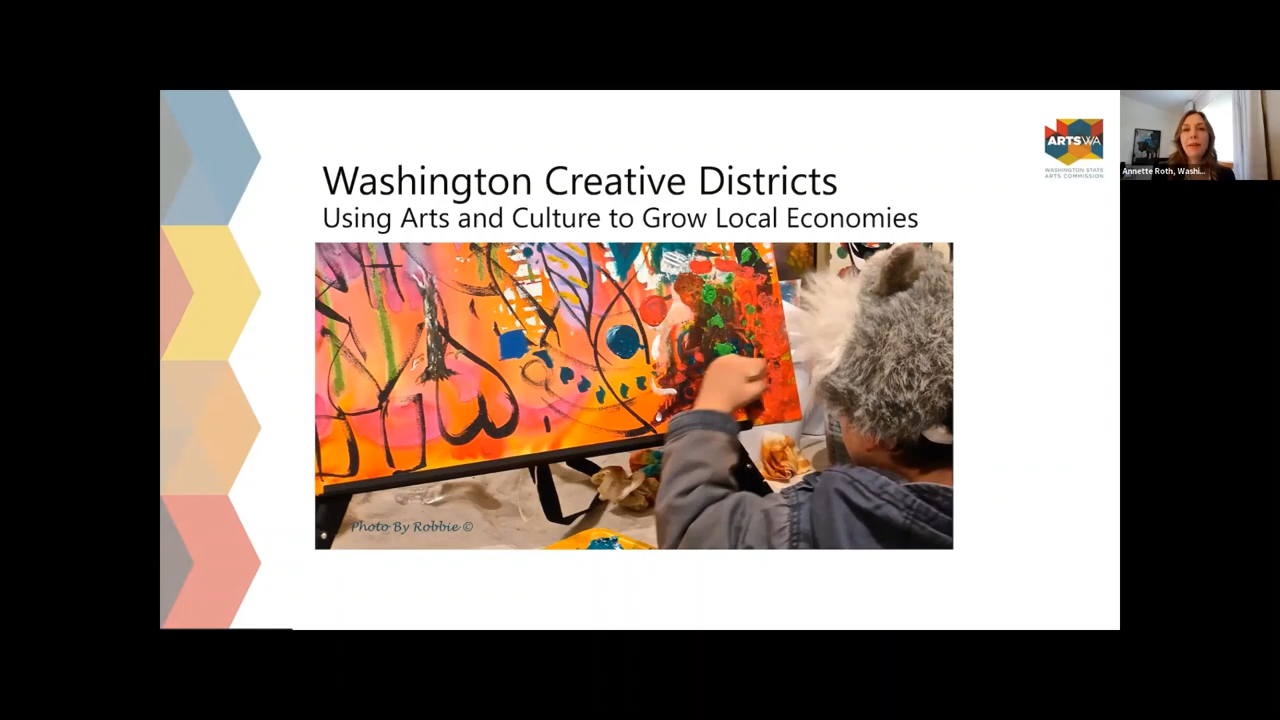 Washington Creative Districts
Using Arts and Culture to Grow Local Economies
ARTSWA
WASHINGTON STATE
ARTS COMMISSION
Annette Roth, Washi...
Photo By Robbie ©